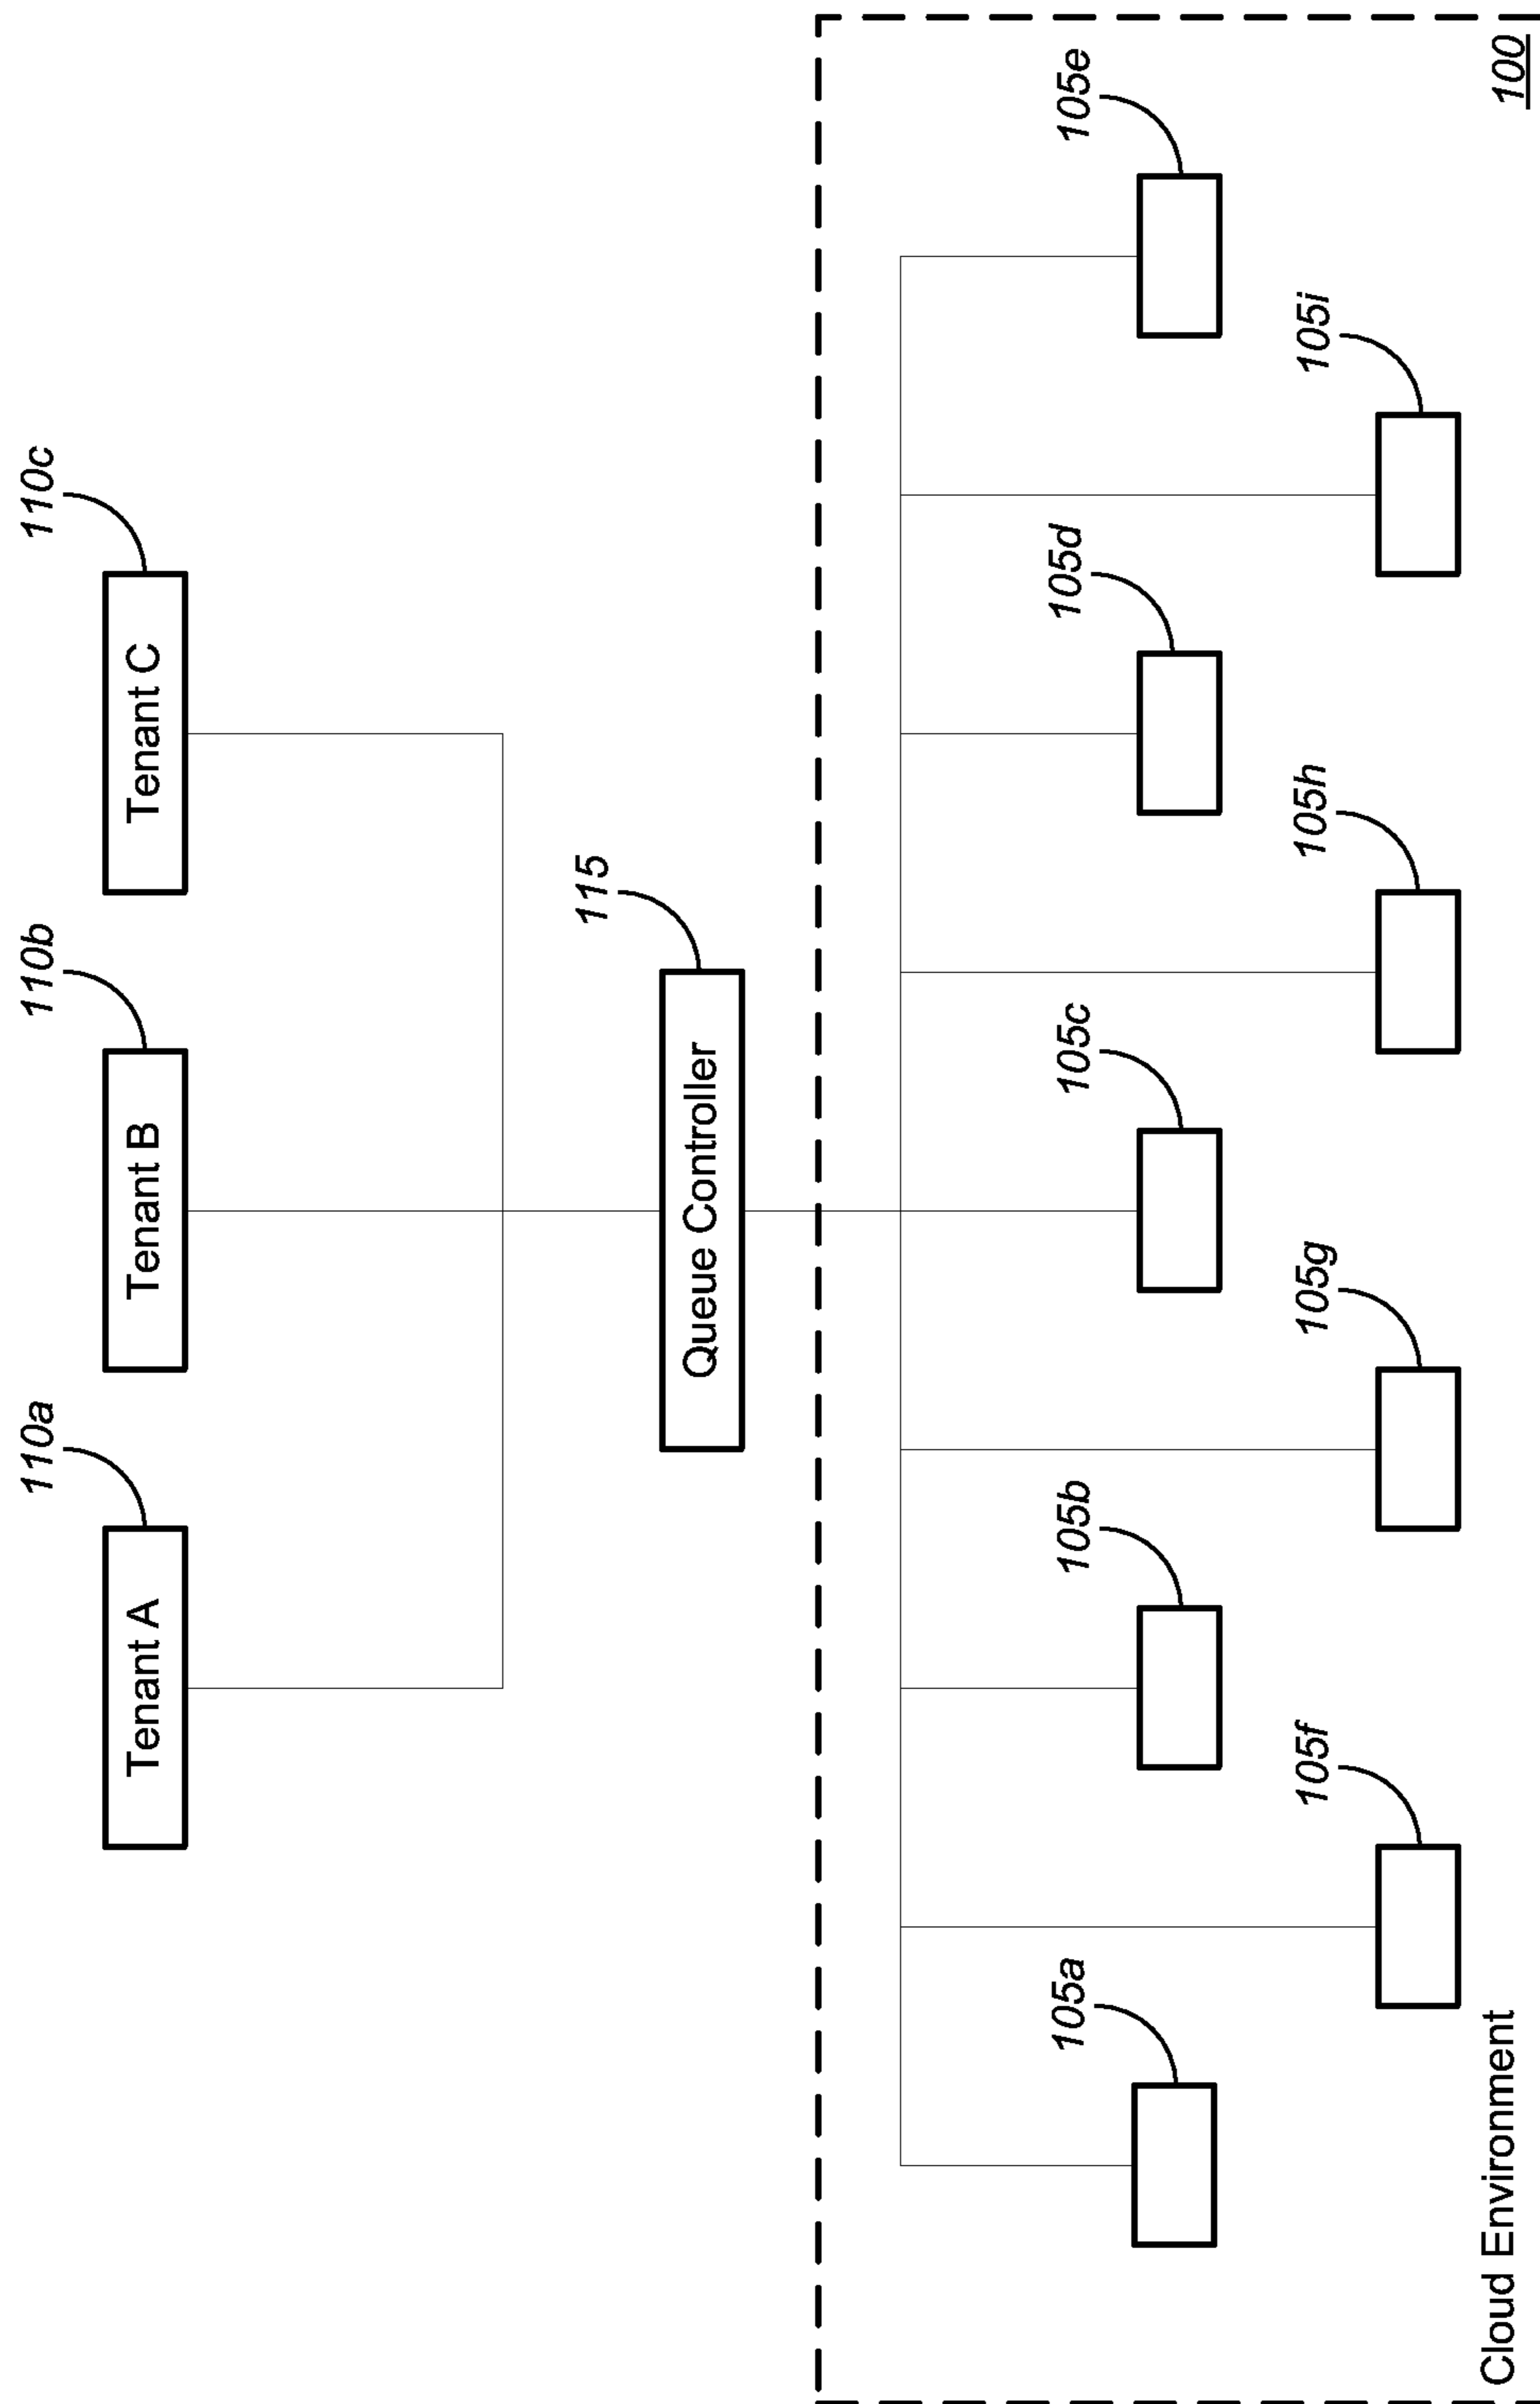 110a
110b
110c
Tenant A
Tenant B
Tenant C
115
Queue Controller
105a
105b
105c
105d
105e
105f
105g
105h
105i
Cloud Environment
100